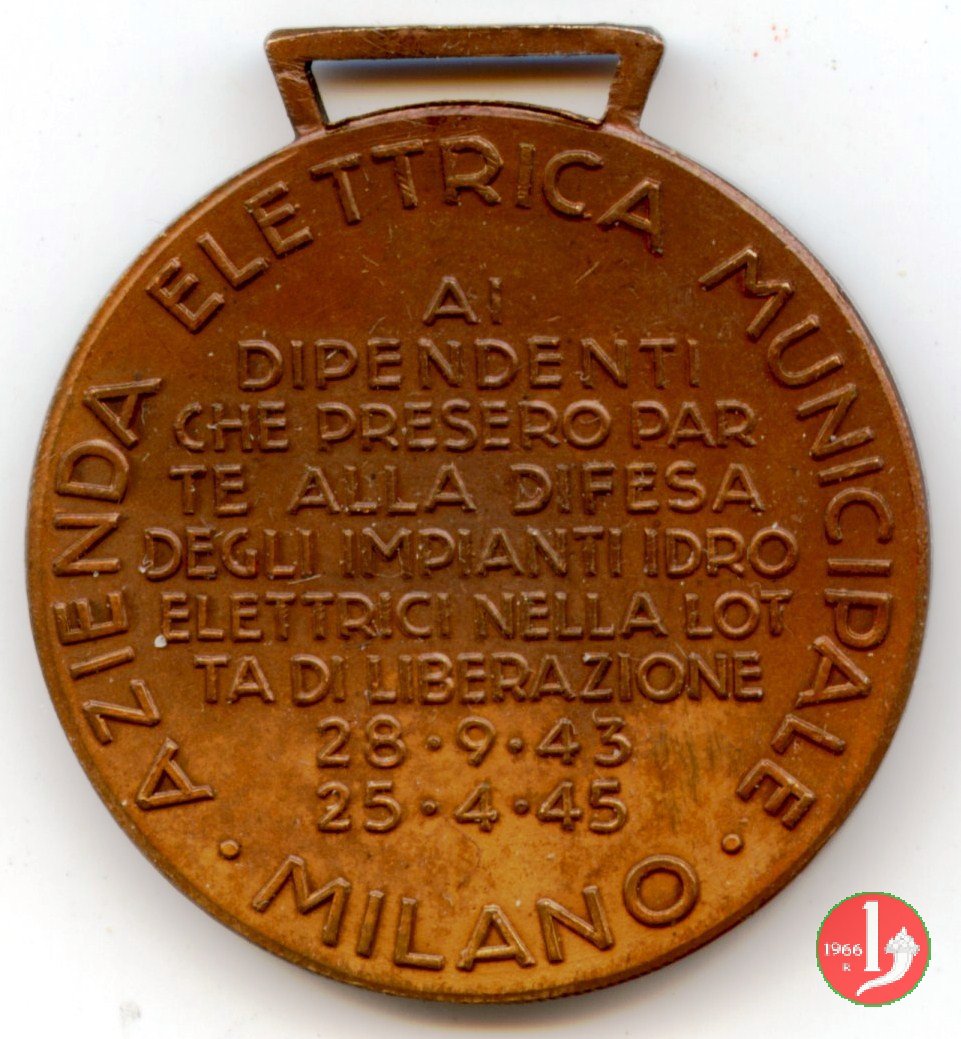 AZIENDA ELETTRICA MUNICIPALE
AI
DIPENDENTI
CHE PRESERO PAR
TE ALLA DIFESA
DEGLI IMPIANTI IDRO
ELETTRICI NELLA LOT
TA DI LIBERAZIONE
28·9·43
25·4·45
· MILANO ·
1966
R
1